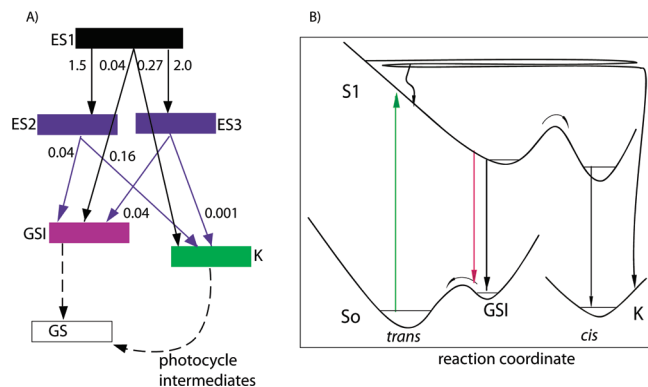 A)
ES1
1.5
0.04
0.27
2.0
ES2
ES3
0.04
0.16
0.04
0.001
GSI
K
GS
photocycle
intermediates
B)
S1
So
trans
GSI
cis
K
reaction coordinate